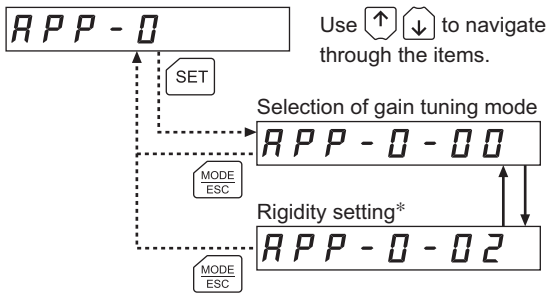 APP-0
Use ↑ ↓ to navigate
through the items.
SET
Selection of gain tuning mode
APP-0-00
MODE
ESC
Rigidity setting*
APP-0-02
MODE
ESC